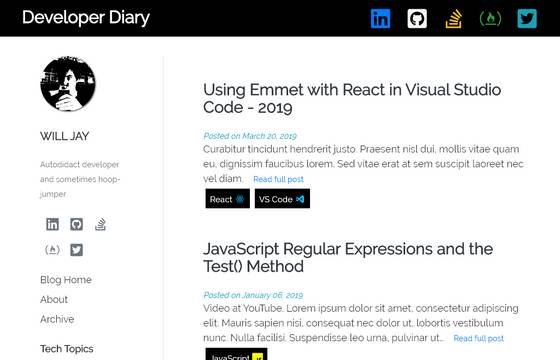 Developer Diary
WILL JAY
Autodidact developer
and sometimes hoop-
jumper
Blog Home
About
Archive
Tech Topics
Using Emmet with React in Visual Studio
Code - 2019
Posted on March 20, 2019
Curabitur tincidunt hendrerit justo. Praesent nisl dui, mollis vitae quam
eu, dignissim faucibus lorem. Sed vitae erat at sem suscipit laoreet nec
vel diam. Read full post
React VS Code
JavaScript Regular Expressions and the
Test() Method
Posted on January 06, 2019
Video at YouTube. Lorem ipsum dolor sit amet, consectetur adipiscing
elit. Mauris sapien nisi, consequat nec dolor ut, lobortis vestibulum
nunc. Nulla facilisi. Suspendisse leo urna, pulvinar ut... Read full post
JavaScript